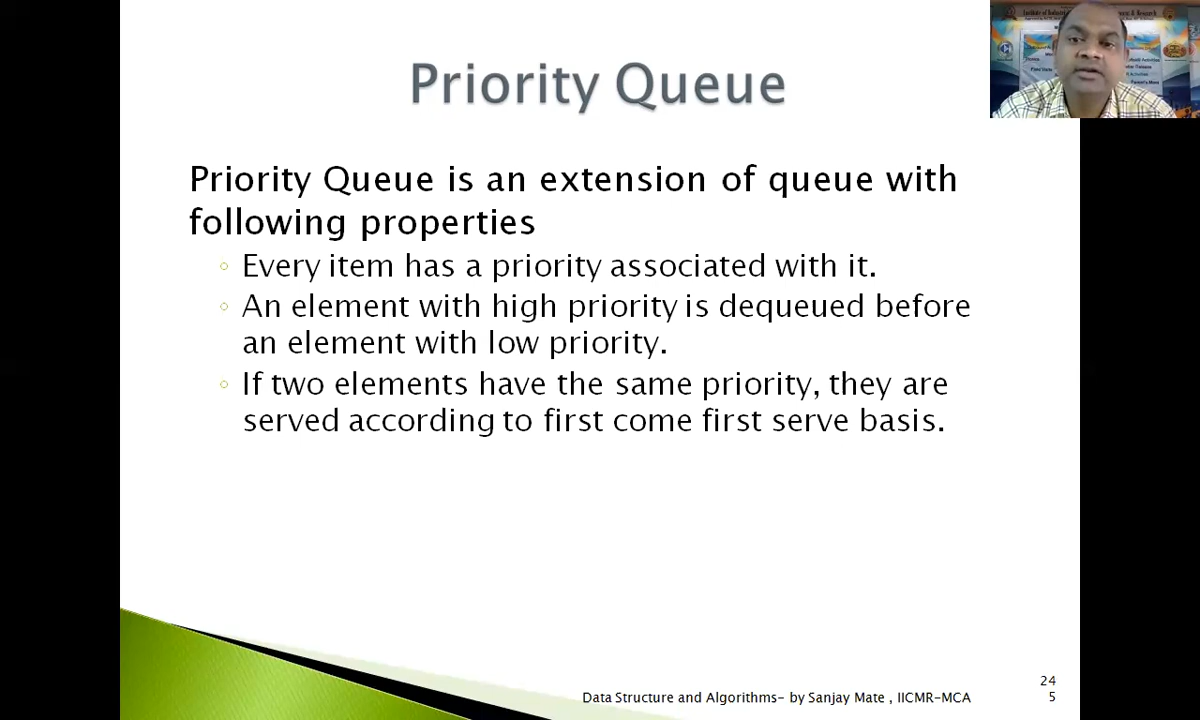 Priority Queue
Priority Queue is an extension of queue with
following properties
Every item has a priority associated with it.
An element with high priority is dequeued before
an element with low priority.
If two elements have the same priority, they are
served according to first come first serve basis.
Data Structure and Algorithms- by Sanjay Mate , IICMR-MCA
24
5